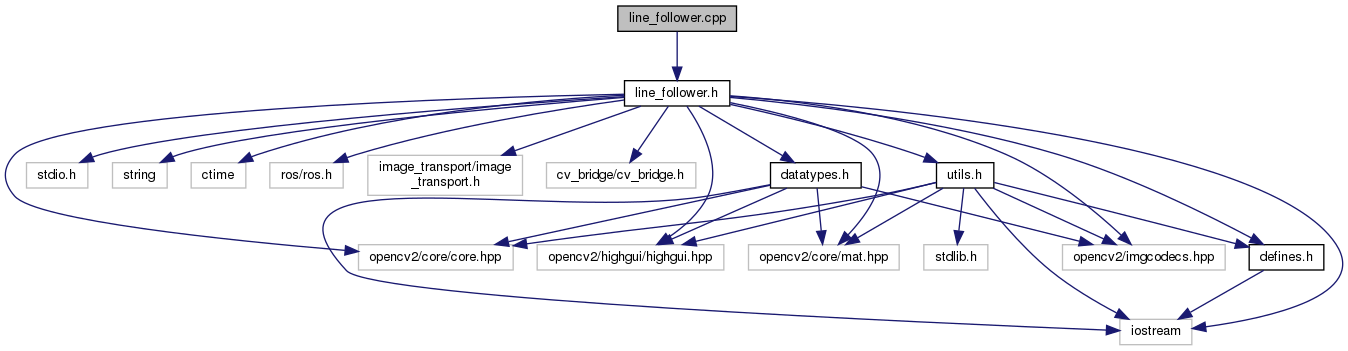 line_follower.cpp
line_follower.h
stdio.h
string
ctime
ros/ros.h
image_transport/image
_transport.h
cv_bridge/cv_bridge.h
datatypes.h
utils.h
opencv2/core/core.hpp
opencv2/highgui/highgui.hpp
opencv2/core/mat.hpp
stdlib.h
opencv2/imgcodecs.hpp
defines.h
iostream